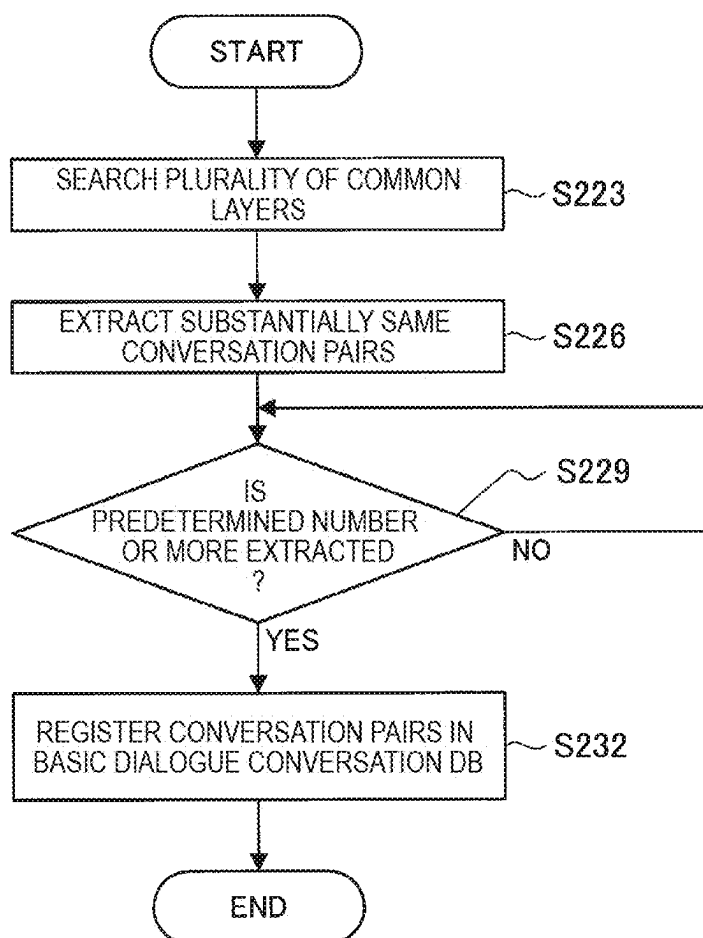 START
SEARCH PLURALITY OF COMMON
LAYERS
S223
EXTRACT SUBSTANTIALLY SAME
CONVERSATION PAIRS
S226
IS
PREDETERMINED NUMBER
OR MORE EXTRACTED
?
S229
NO
YES
REGISTER CONVERSATION PAIRS IN
BASIC DIALOGUE CONVERSATION DB
S232
END